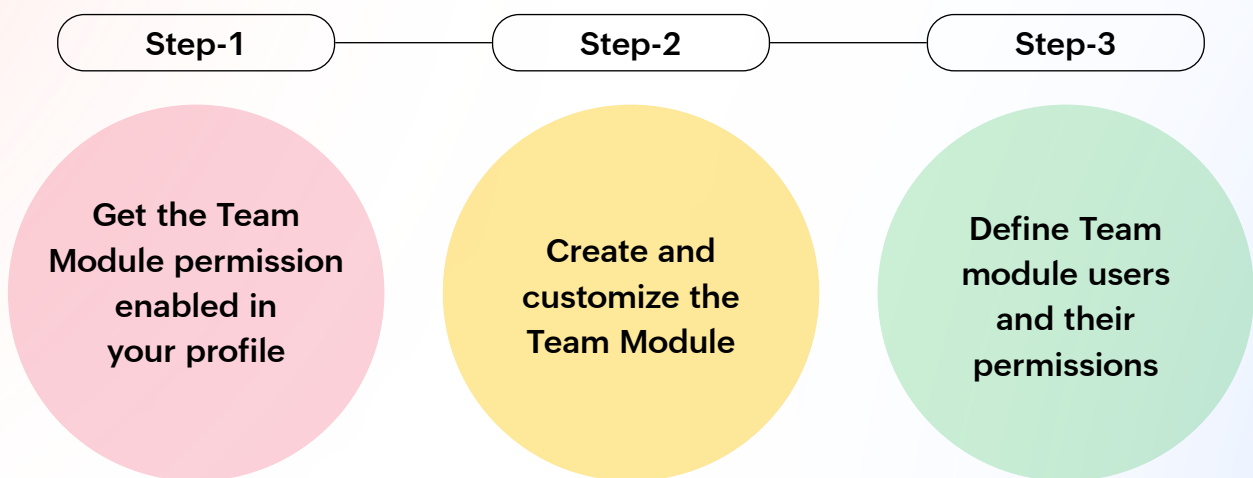 Step-1
Step-2
Step-3
Get the Team
Module permission
enabled in
your profile
Create and
customize the
Team Module
Define Team
module users
and their
permissions